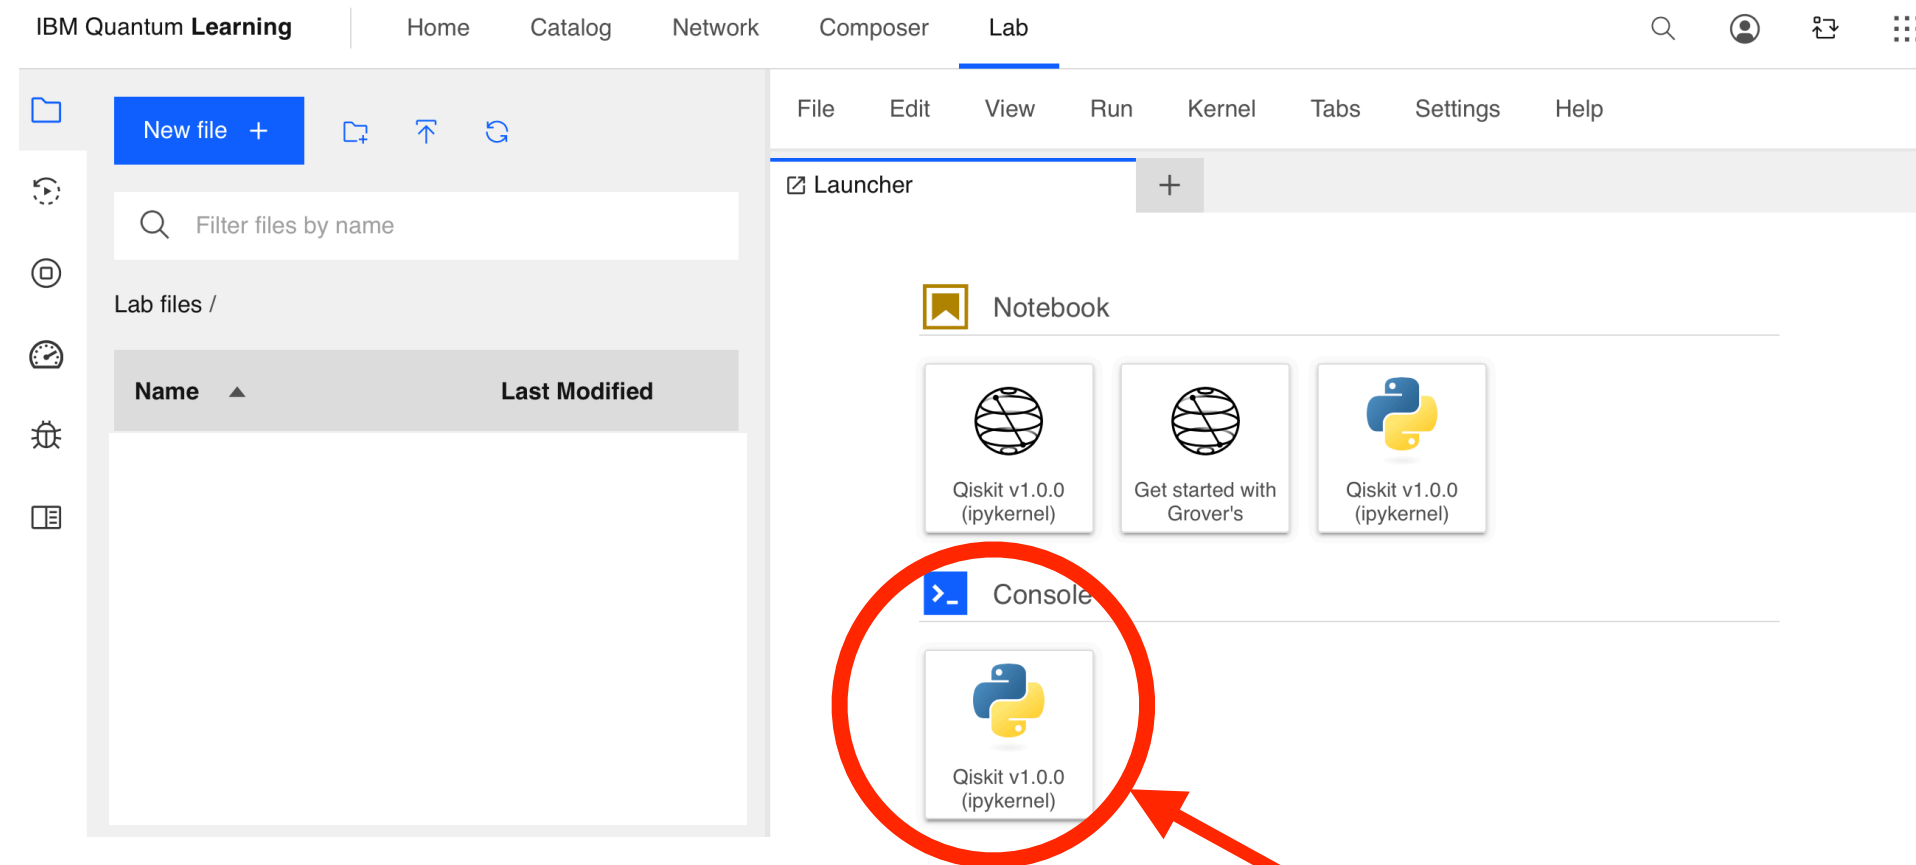 IBM Quantum Learning
Home
Catalog
Network
Composer
Lab
New file +
File
Edit
View
Run
Kernel
Tabs
Settings
Help
Launcher
Filter files by name
Lab files /
Name
Last Modified
Notebook
Qiskit v1.0.0
(ipykernel)
Get started with
Grover's
Qiskit v1.0.0
(ipykernel)
Console
Qiskit v1.0.0
(ipykernel)